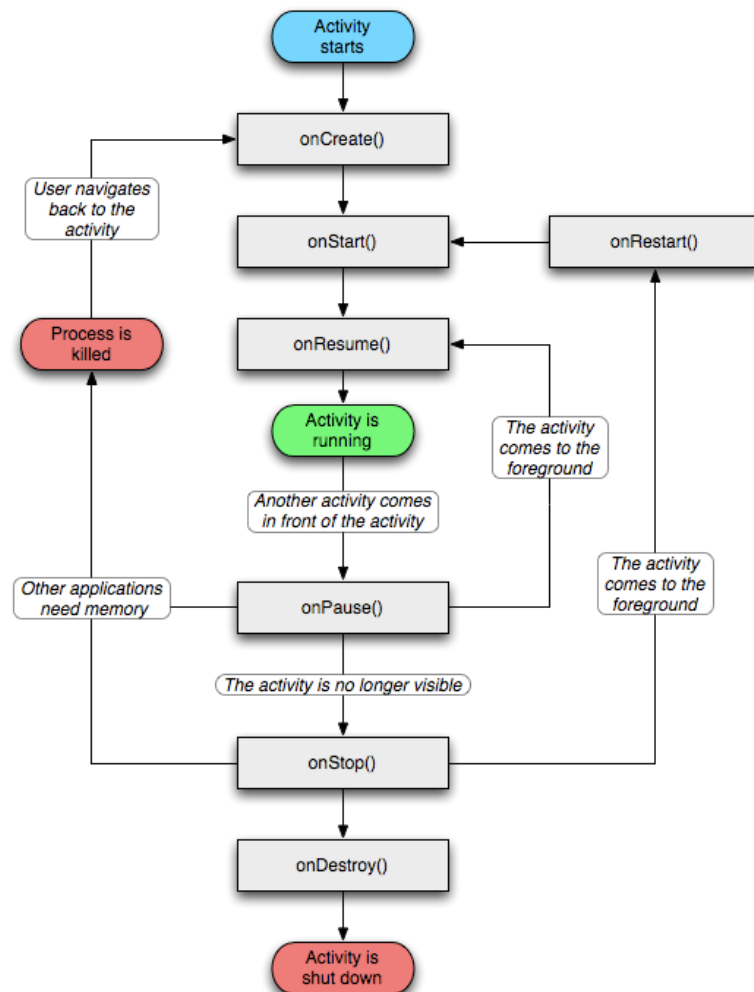 Activity
starts
onCreate()
User navigates
back to the
activity
onStart()
onRestart()
Process is
killed
onResume()
Activity is
running
The activity
comes to the
foreground
Another activity comes
in front of the activity
The activity
comes to the
foreground
Other applications
need memory
onPause()
The activity is no longer visible
onStop()
onDestroy()
Activity is
shut down